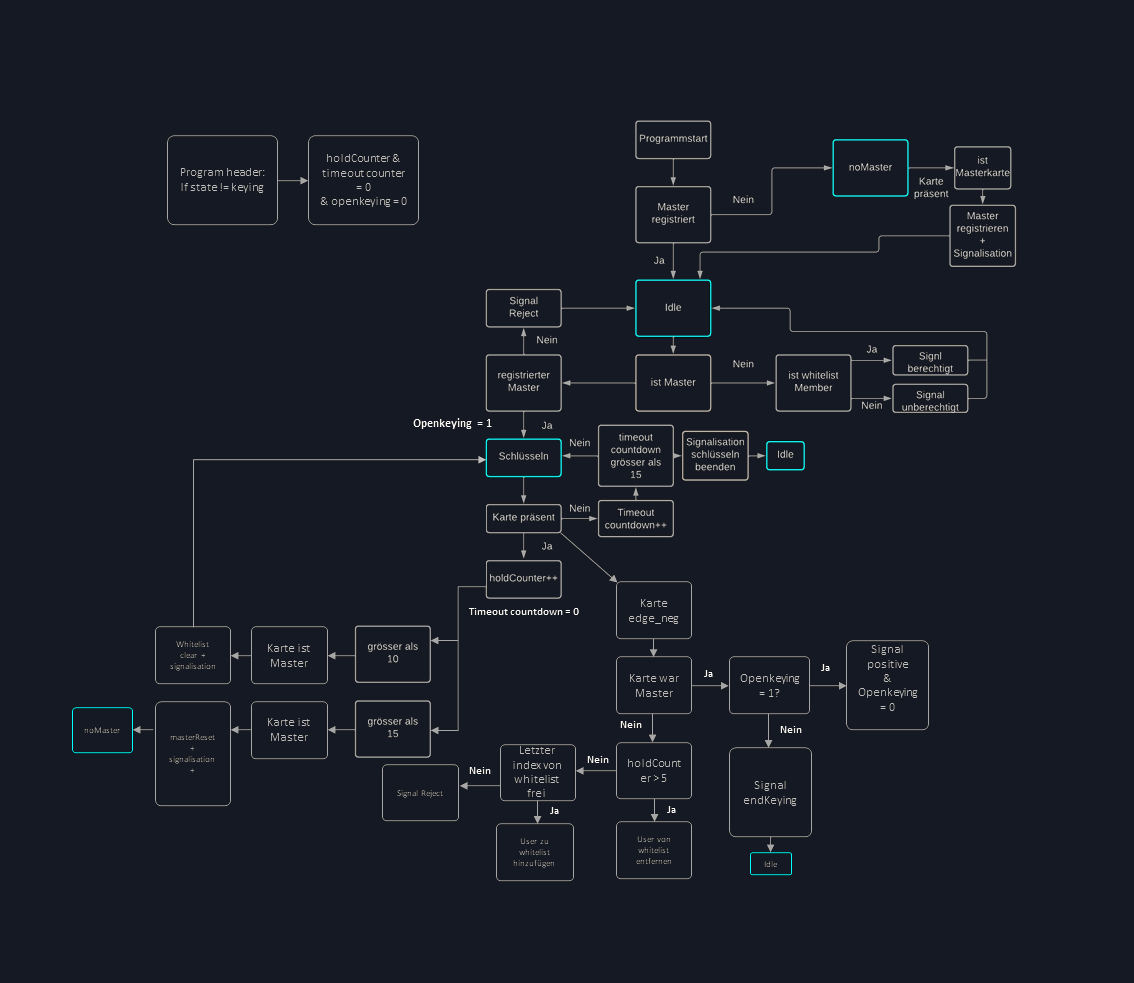 Programmstart
Program header:
If state != keying
holdCounter &
timeout counter
= 0
& openkeying = 0
noMaster
Karte
präsent
ist
Masterkarte
Master
registriert
Nein
Master
registrieren
+
Signalisation
Ja
Signal
Reject
Idle
Nein
registrierter
Master
ist Master
Nein
ist whitelist
Member
Ja
Signl
berechtigt
Nein
Signal
unberechtigt
Openkeying = 1
Ja
Schlüsseln
Nein
timeout
countdown
grösser als
15
Signalisation
schlüsseln
beenden
Idle
Karte präsent
Nein
Timeout
countdown++
Ja
holdCounter++
Timeout countdown = 0
Karte
edge_neg
Whitelist
clear +
signalisation
Karte ist
Master
grösser als
10
Karte war
Master
Ja
Openkeying
= 1?
Ja
Signal
positive
&
Openkeying
= 0
noMaster
masterReset
+
signalisation
+
Karte ist
Master
grösser als
15
Nein
Nein
Signal Reject
Nein
Letzter
index von
whitelist
frei
Nein
holdCount
er > 5
Signal
endKeying
Ja
Ja
User zu
whitelist
hinzufügen
User von
whitelist
entfernen
Idle